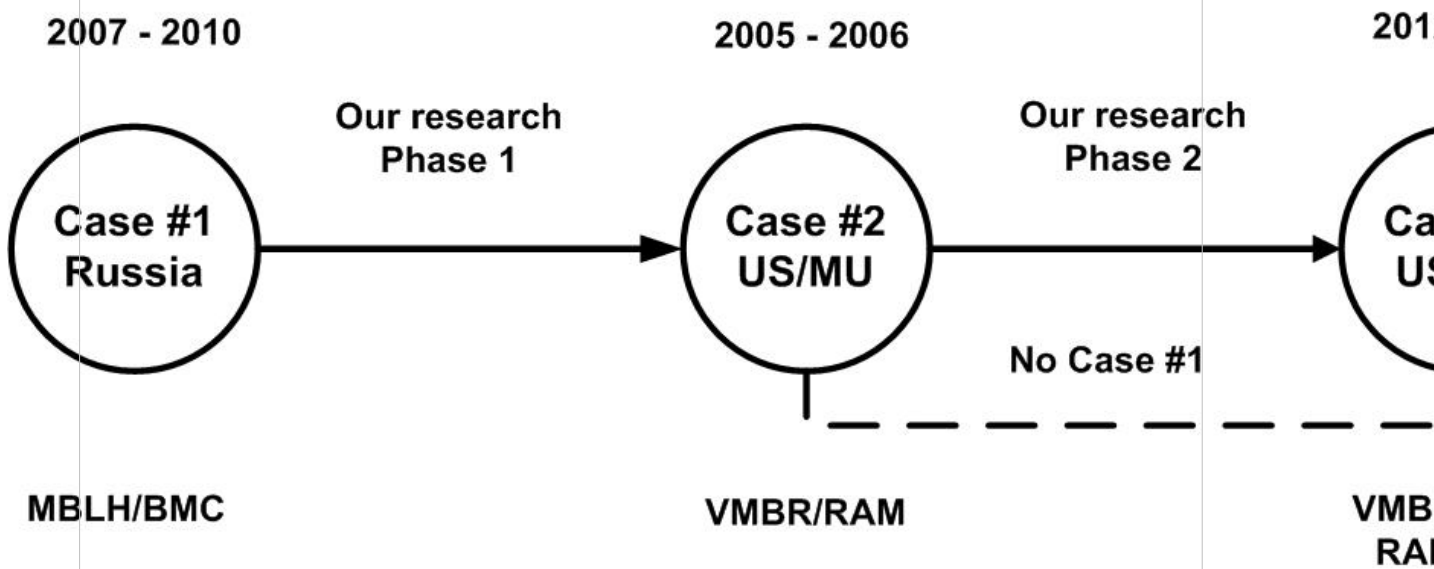 2007 - 2010
2005 - 2006
Our research
Phase 1
Our research
Phase 2
Case #1
Russia
Case #2
US/MU
No Case #1
MBLH/BMC
VMBR/RAM